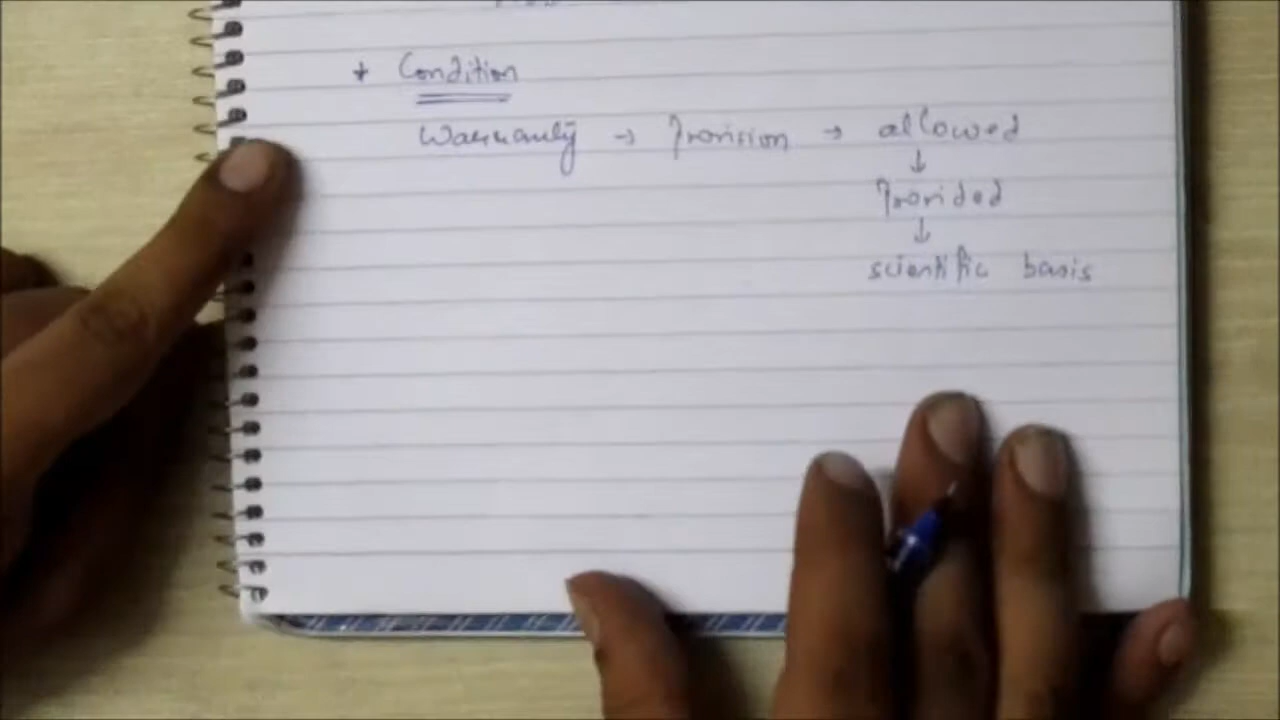 * Condition
Warranty → Provision → allowed
↓
Provided
↓
scientific basis